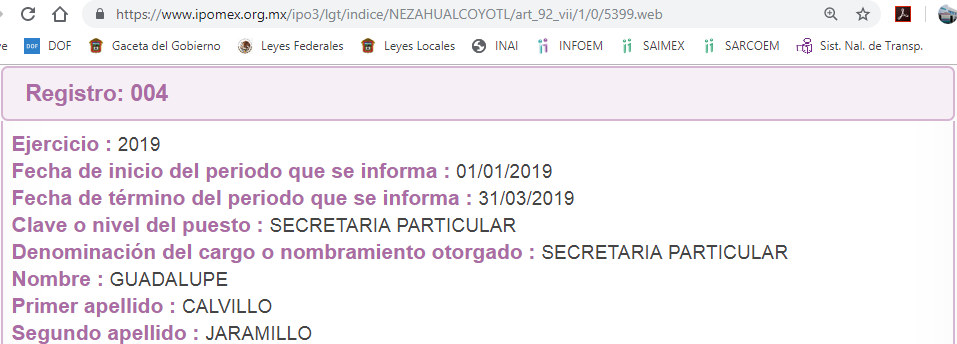 https://www.ipomex.org.mx/ipo3/lgt/indice/NEZAHUALCOYOTL/art_92_vii/1/0/5399.web
ve DOF DOF Gaceta del Gobierno Leyes Federales Leyes Locales INAI INFOEM SAIMEX SARCOEM Sist. Nal. de Transp.
Registro: 004
Ejercicio : 2019
Fecha de inicio del periodo que se informa : 01/01/2019
Fecha de término del periodo que se informa : 31/03/2019
Clave o nivel del puesto : SECRETARIA PARTICULAR
Denominación del cargo o nombramiento otorgado : SECRETARIA PARTICULAR
Nombre : GUADALUPE
Primer apellido : CALVILLO
Segundo apellido : JARAMILLO